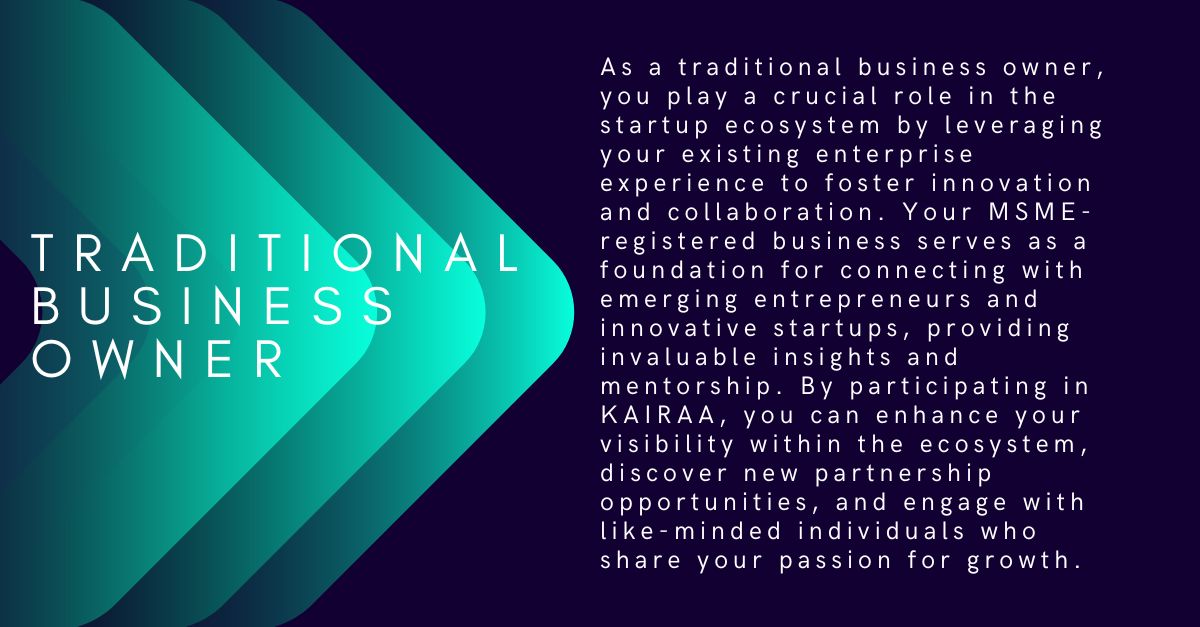 TRADITIONAL
BUSINESS
OWNER
As a traditional business owner,
you play a crucial role in the
startup ecosystem by leveraging
your existing enterprise
experience to foster innovation
and collaboration. Your MSME-
registered business serves as a
foundation for connecting with
emerging entrepreneurs and
innovative startups, providing
invaluable insights and
mentorship. By participating in
KAIRAA, you can enhance your
visibility within the ecosystem,
discover new partnership
opportunities, and engage with
like-minded individuals who
share your passion for growth.